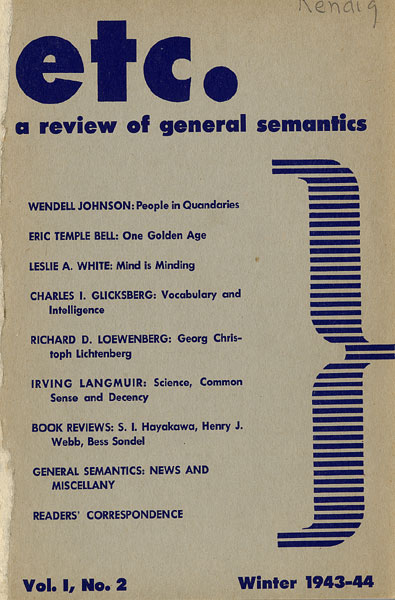 Kendig
etc.
a review of general semantics
WENDELL JOHNSON: People in Quandaries
ERIC TEMPLE BELL: One Golden Age
LESLIE A. WHITE: Mind is Minding
CHARLES I. GLICKSBERG: Vocabulary and
Intelligence
RICHARD D. LOEWENBERG: Georg Chris-
toph Lichtenberg
IRVING LANGMUIR: Science, Common
Sense and Decency
BOOK REVIEWS: S. I. Hayakawa, Henry J.
Webb, Bess Sondel
GENERAL SEMANTICS: NEWS AND
MISCELLANY
READERS' CORRESPONDENCE
Vol. I, No. 2 Winter 1943-44